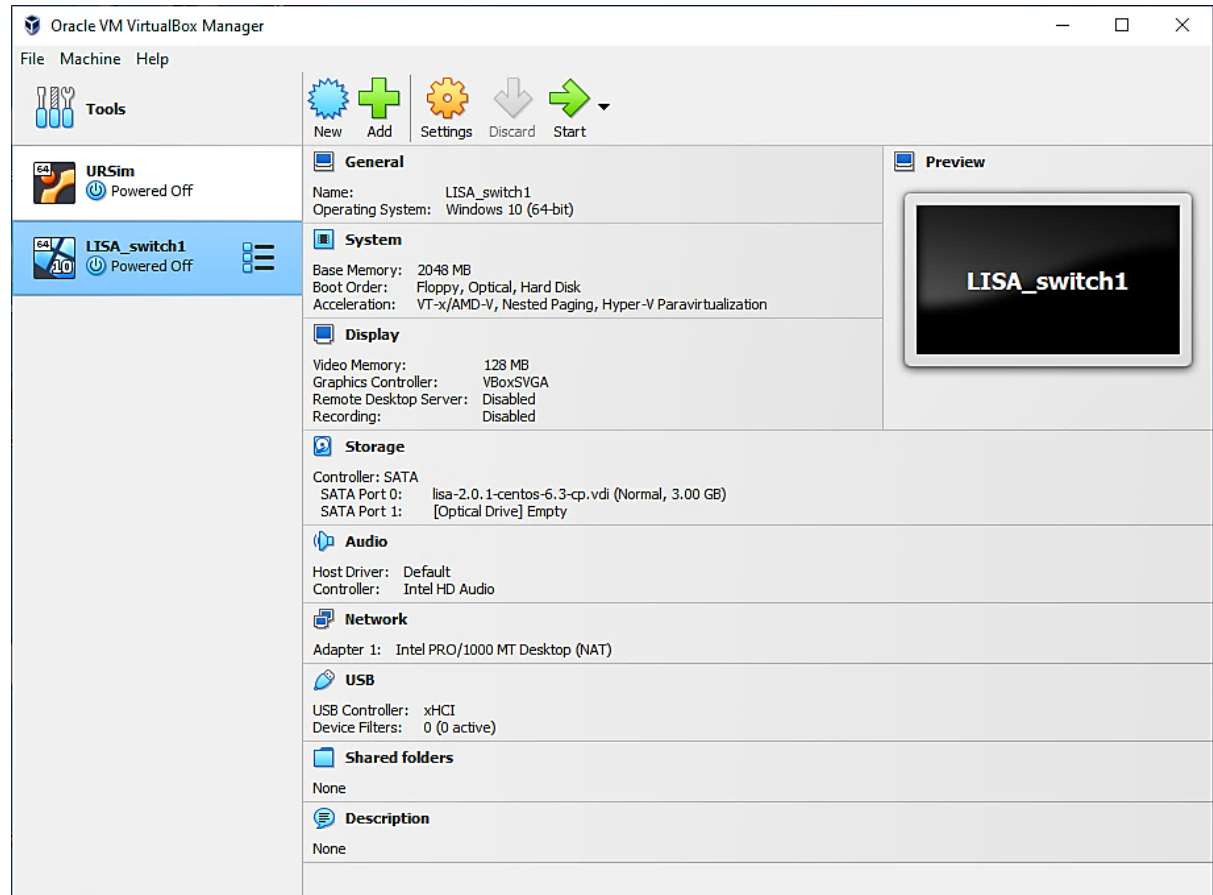 Oracle VM VirtualBox Manager
File Machine Help
Tools
New Add Settings Discard Start
64
URSim
Powered Off
64
10
LISA_switch1
Powered Off
General
Name: LISA_switch1
Operating System: Windows 10 (64-bit)
System
Base Memory: 2048 MB
Boot Order: Floppy, Optical, Hard Disk
Acceleration: VT-x/AMD-V, Nested Paging, Hyper-V Paravirtualization
Display
Video Memory: 128 MB
Graphics Controller: VBoxSVGA
Remote Desktop Server: Disabled
Recording: Disabled
Preview
LISA_switch1
Storage
Controller: SATA
SATA Port 0: lisa-2.0.1-centos-6.3-cp.vdi (Normal, 3.00 GB)
SATA Port 1: [Optical Drive] Empty
Audio
Host Driver: Default
Controller: Intel HD Audio
Network
Adapter 1: Intel PRO/1000 MT Desktop (NAT)
USB
USB Controller: xHCI
Device Filters: 0 (0 active)
Shared folders
None
Description
None